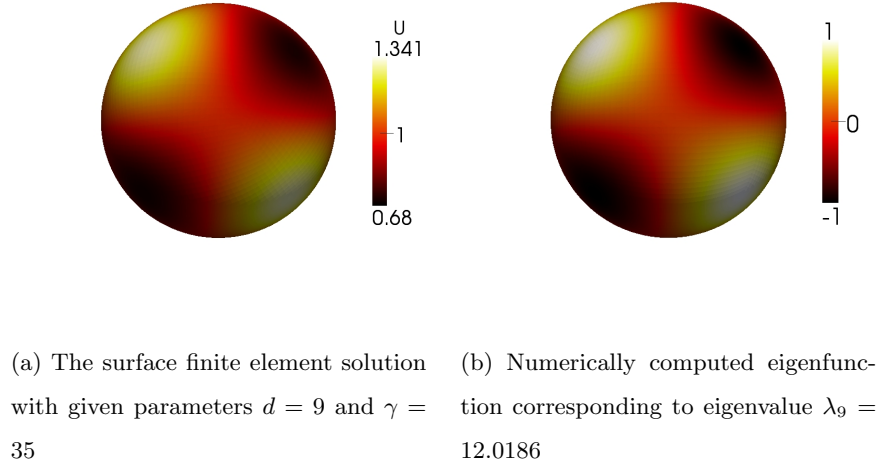 U
1.341
1
0.68
1
0
-1
(a) The surface finite element solution
with given parameters d = 9 and γ =
35
(b) Numerically computed eigenfunc-
tion corresponding to eigenvalue λ₉ =
12.0186